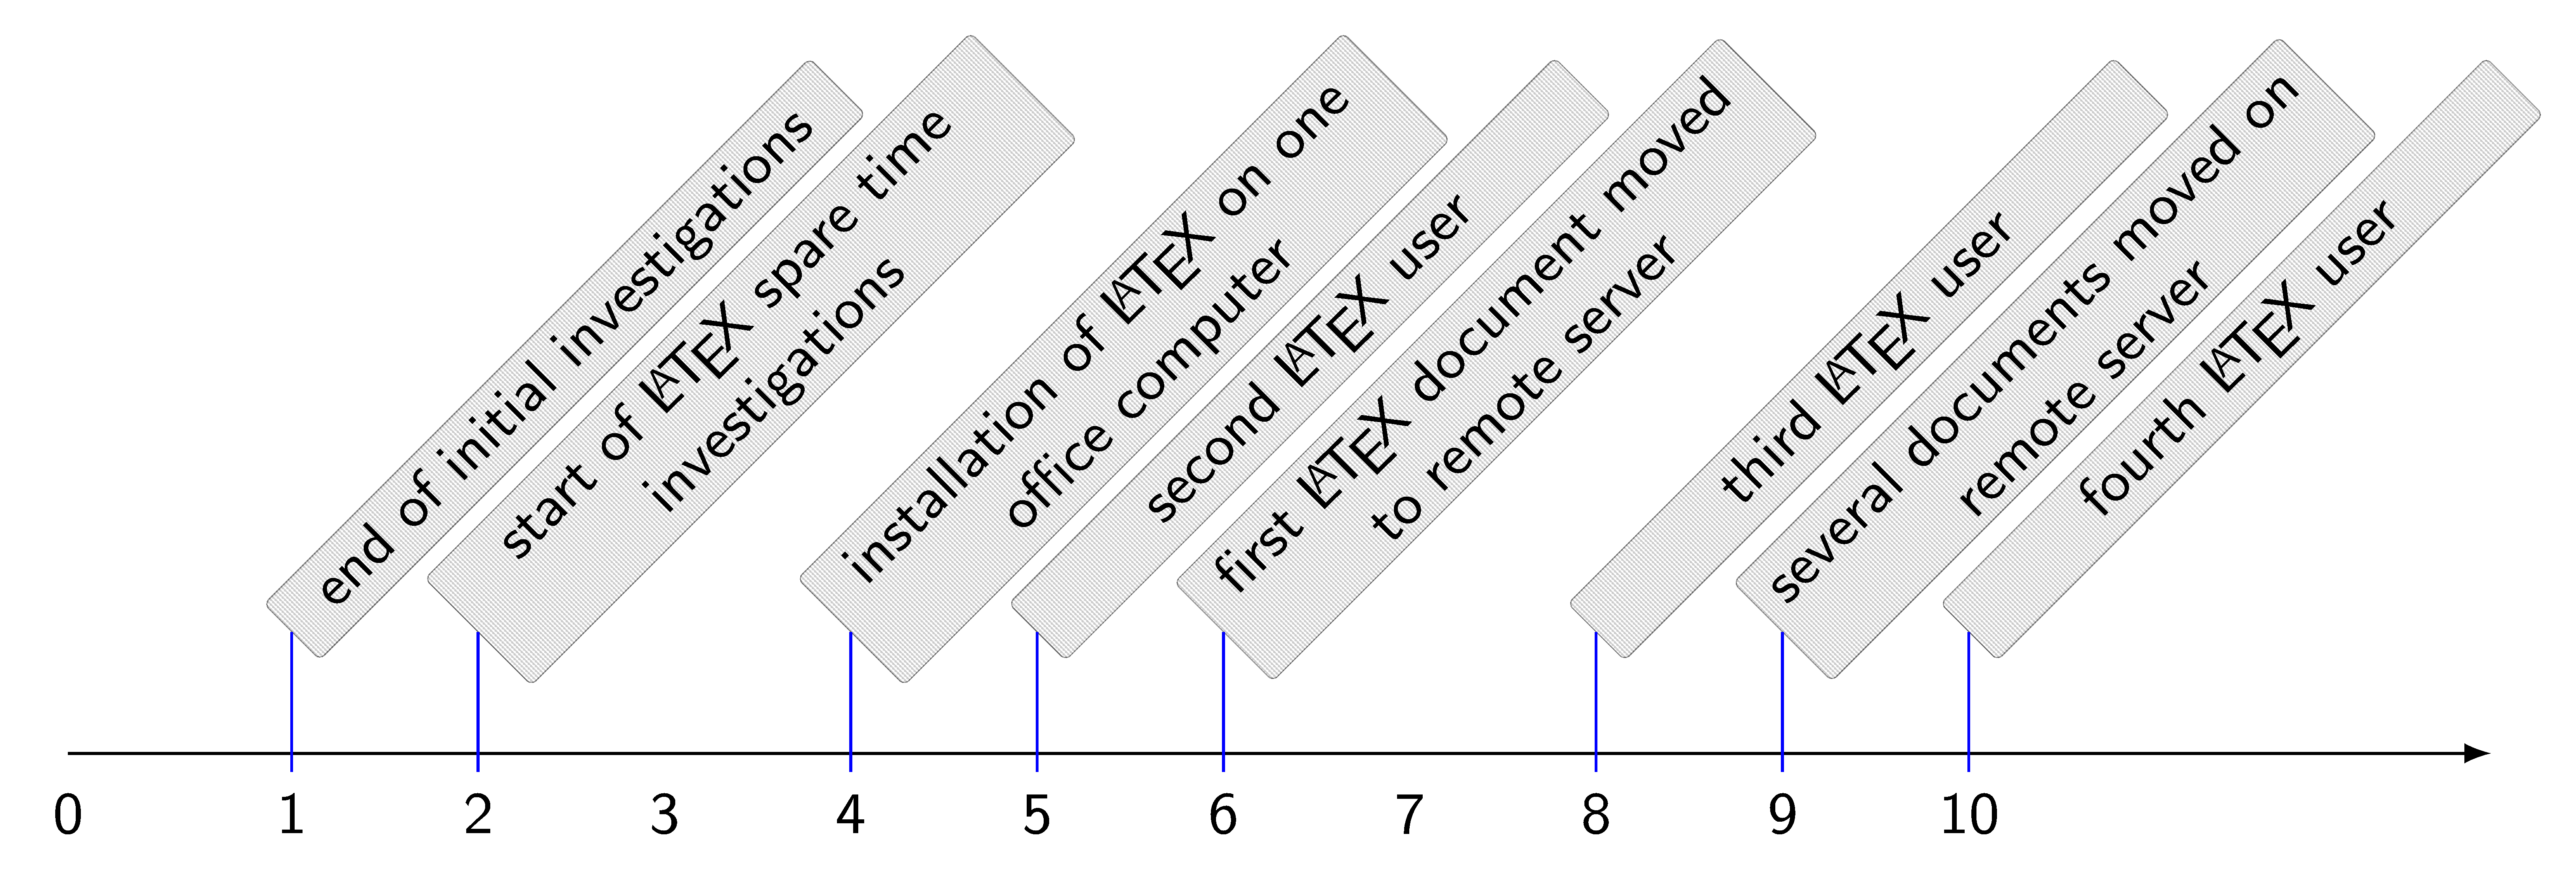 end of initial investigations
start of LATEX spare time
investigations
installation of LATEX on one
office computer
second LATEX user
first LATEX document moved
to remote server
third LATEX user
several documents moved on
remote server
fourth LATEX user
0 1 2 3 4 5 6 7 8 9 10